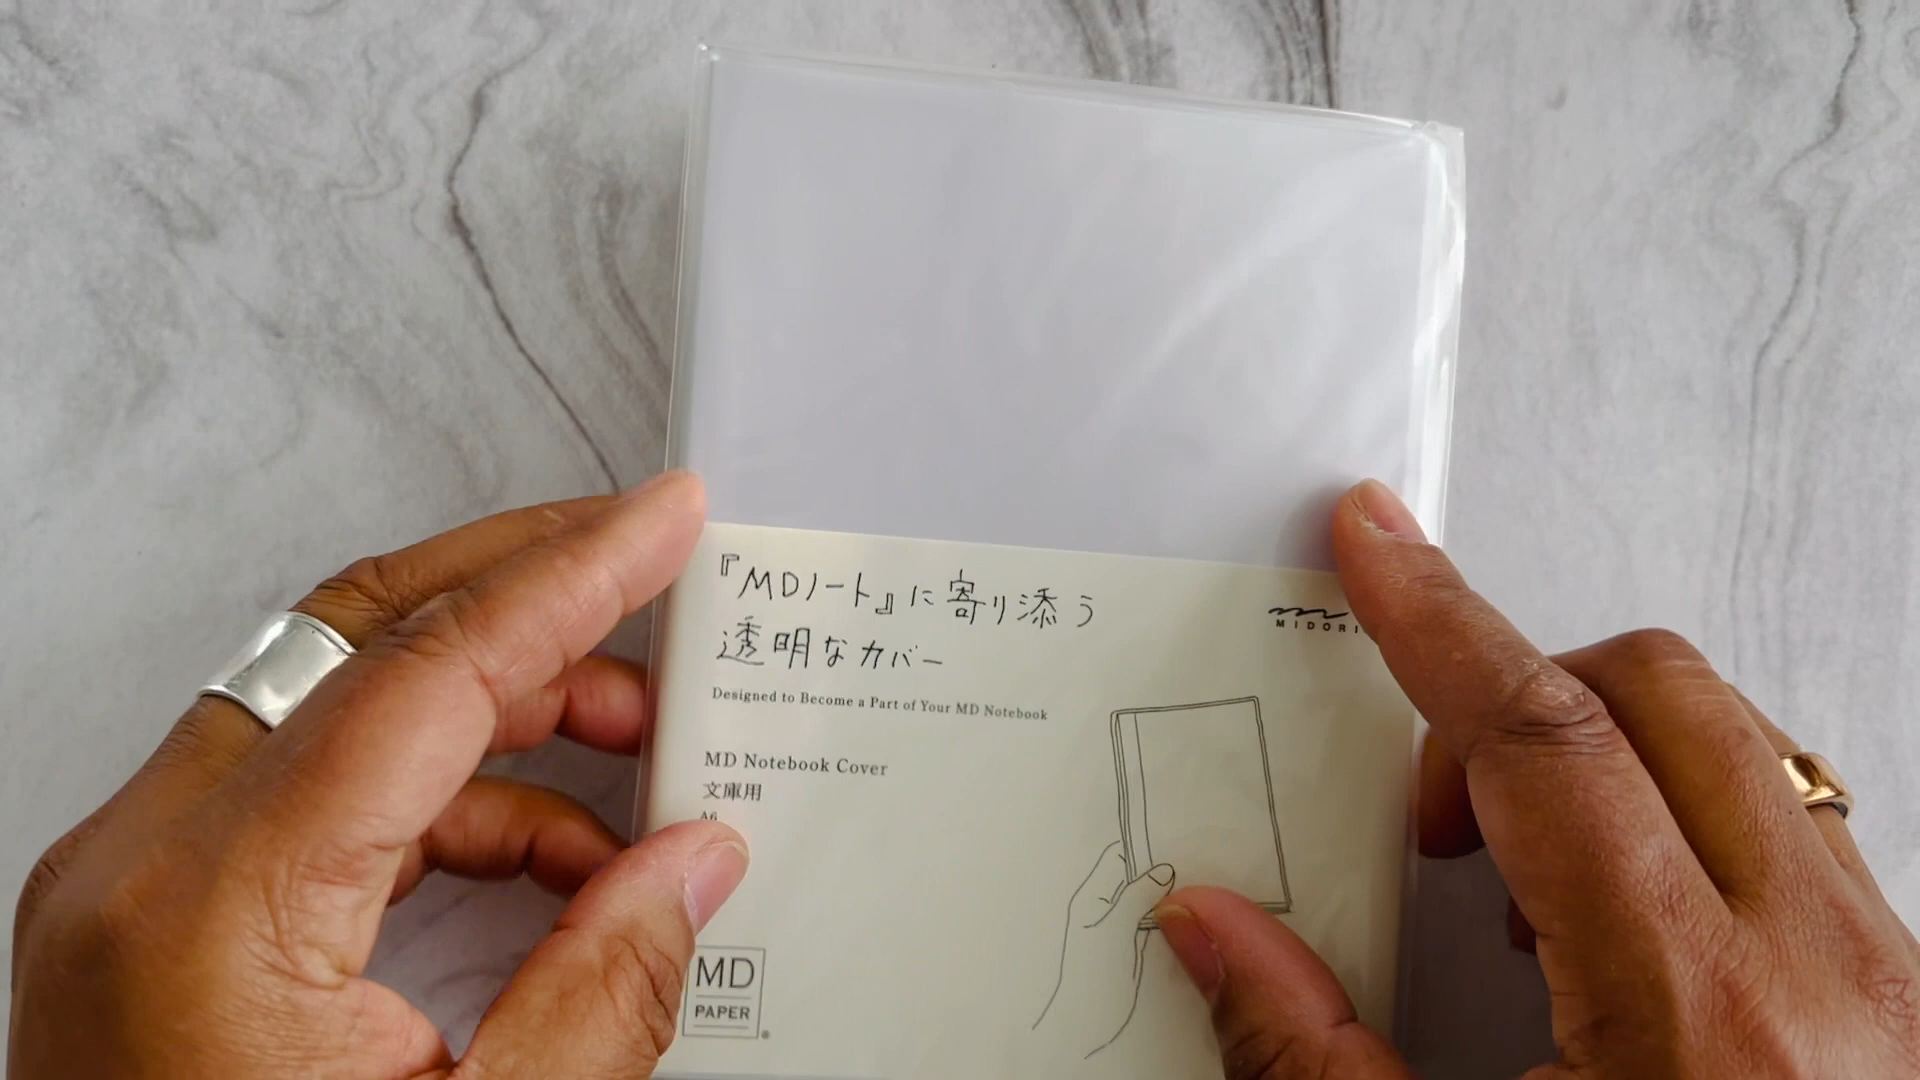 『MDノート』に寄り添う
透明なカバー
MIDORI
Designed to Become a Part of Your MD Notebook
MD Notebook Cover
文庫用
A6
MD
PAPER
®